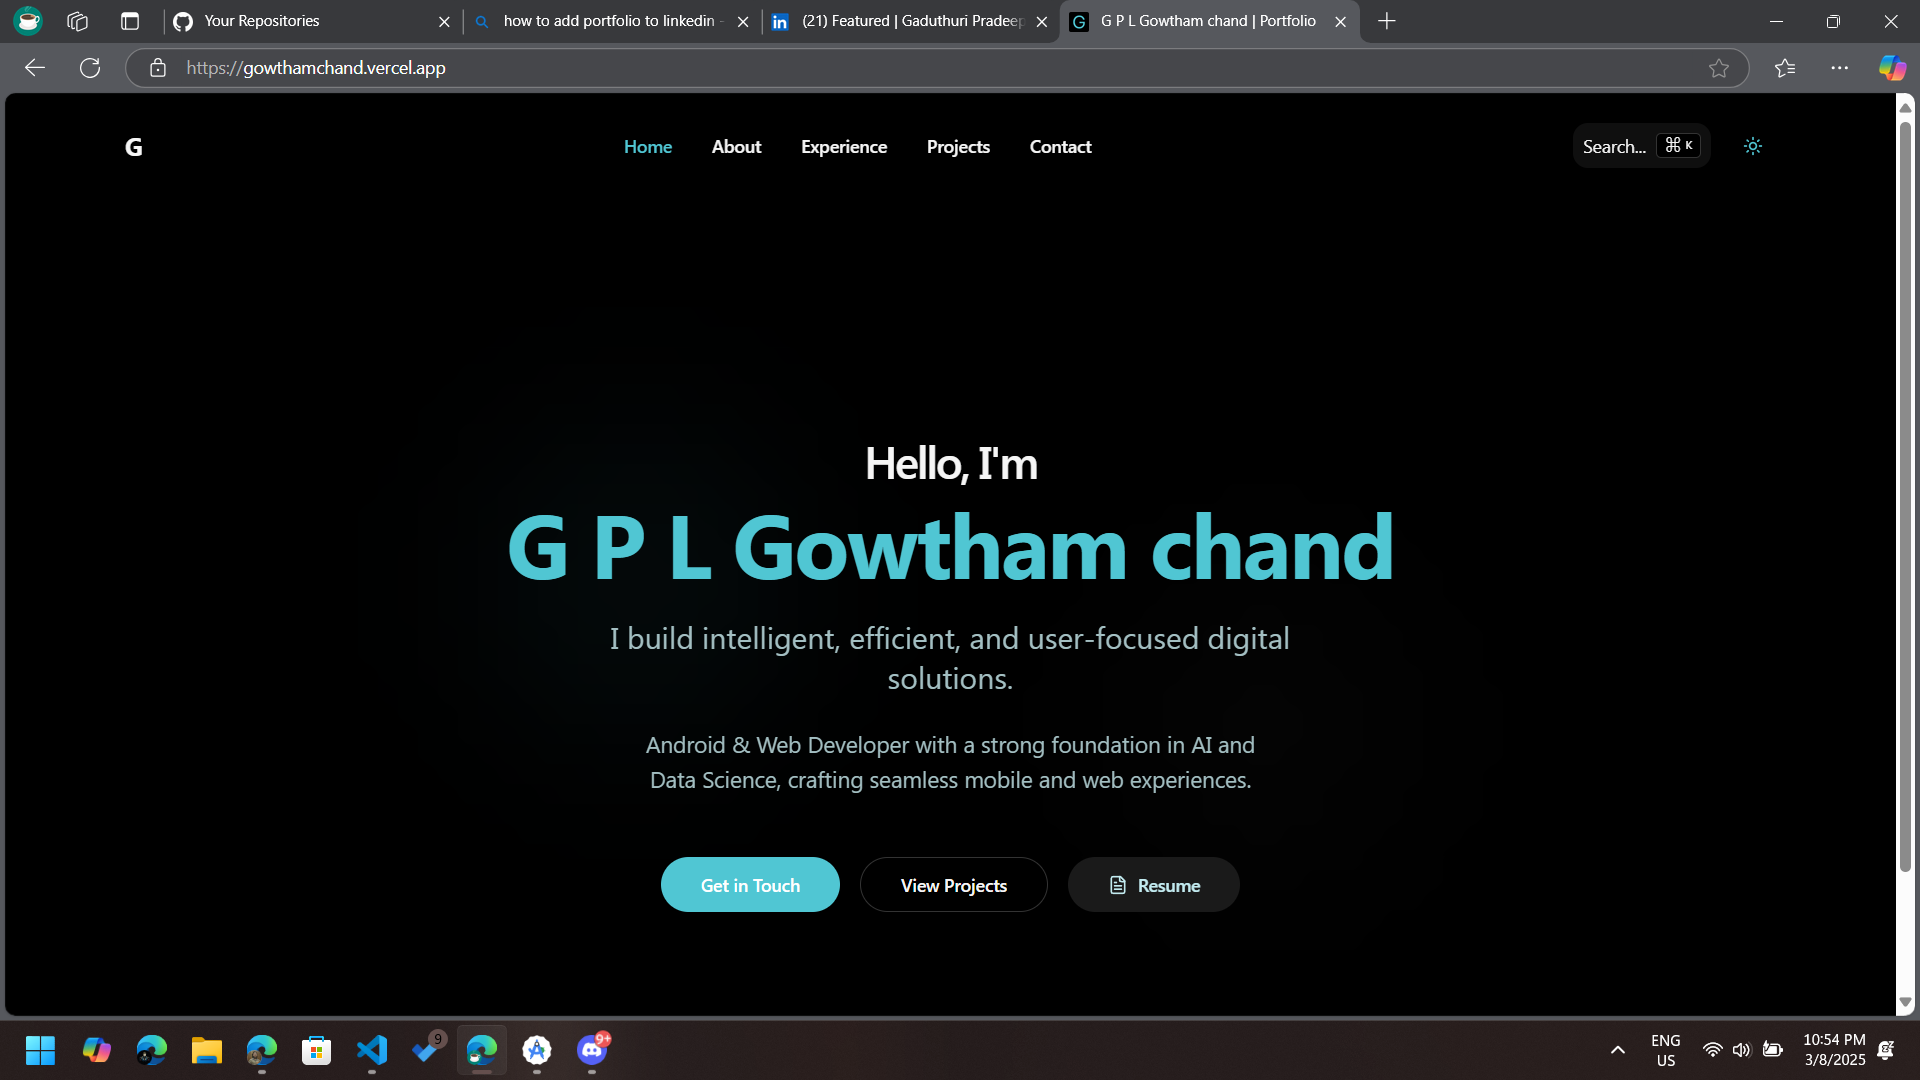 Your Repositories
how to add portfolio to linkedin -
in (21) Featured | Gaduthuri Pradeep
G G P L Gowtham chand | Portfolio
https://gowthamchand.vercel.app
G
Home About Experience Projects Contact
Search... ⌘ K
Hello, I'm
G P L Gowtham chand
I build intelligent, efficient, and user-focused digital
solutions.
Android & Web Developer with a strong foundation in AI and
Data Science, crafting seamless mobile and web experiences.
Get in Touch
View Projects
Resume
9
9+
ENG
US
10:54 PM
3/8/2025